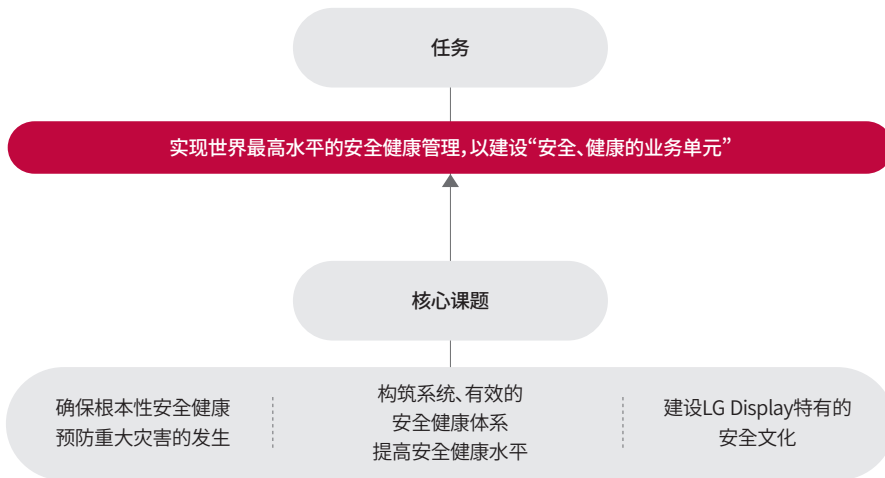 任务
实现世界最高水平的安全健康管理，以建设“安全、健康的业务单元”
核心课题
确保根本性安全健康
预防重大灾害的发生
构筑系统、有效的
安全健康体系
提高安全健康水平
建设LG Display特有的
安全文化